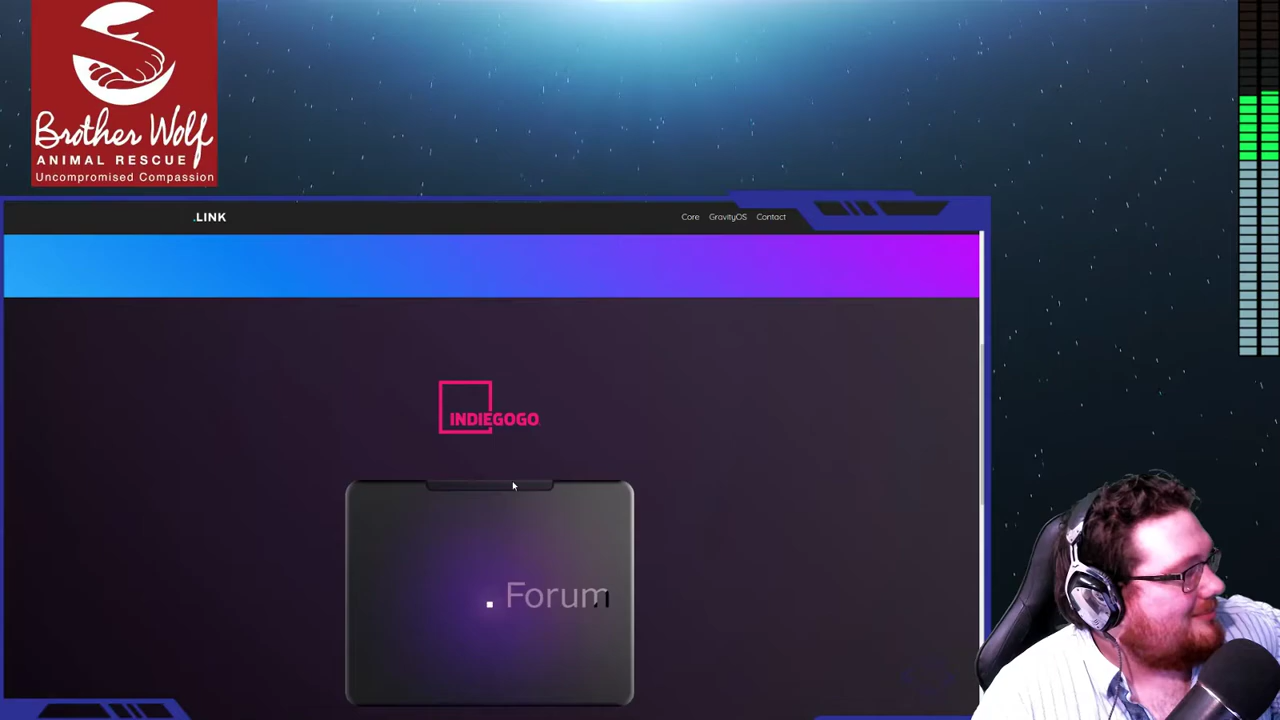 Brother Wolf
ANIMAL RESCUE
Uncompromised Compassion
.LINK
Core GravityOS Contact
INDIEGOGO
. Forum